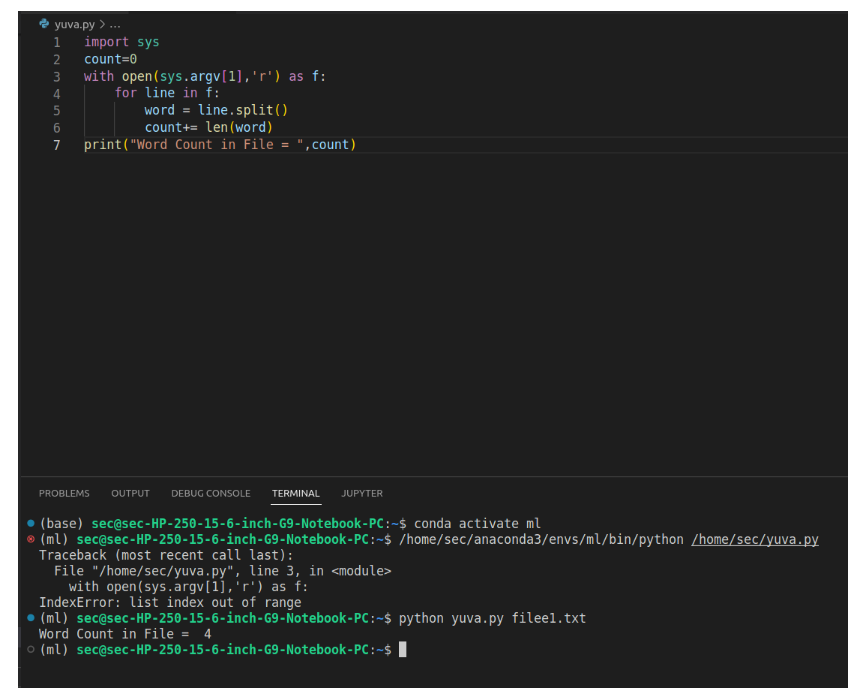 yuva.py > ...
1 import sys
2 count=0
3 with open(sys.argv[1],'r') as f:
4     for line in f:
5         word = line.split()
6         count+= len(word)
7 print("Word Count in File = ",count)
PROBLEMS OUTPUT DEBUG CONSOLE TERMINAL JUPYTER
(base) sec@sec-HP-250-15-6-inch-G9-Notebook-PC:~$ conda activate ml
(ml) sec@sec-HP-250-15-6-inch-G9-Notebook-PC:~$ /home/sec/anaconda3/envs/ml/bin/python /home/sec/yuva.py
Traceback (most recent call last):
  File "/home/sec/yuva.py", line 3, in <module>
    with open(sys.argv[1],'r') as f:
IndexError: list index out of range
(ml) sec@sec-HP-250-15-6-inch-G9-Notebook-PC:~$ python yuva.py filee1.txt
Word Count in File =  4
(ml) sec@sec-HP-250-15-6-inch-G9-Notebook-PC:~$